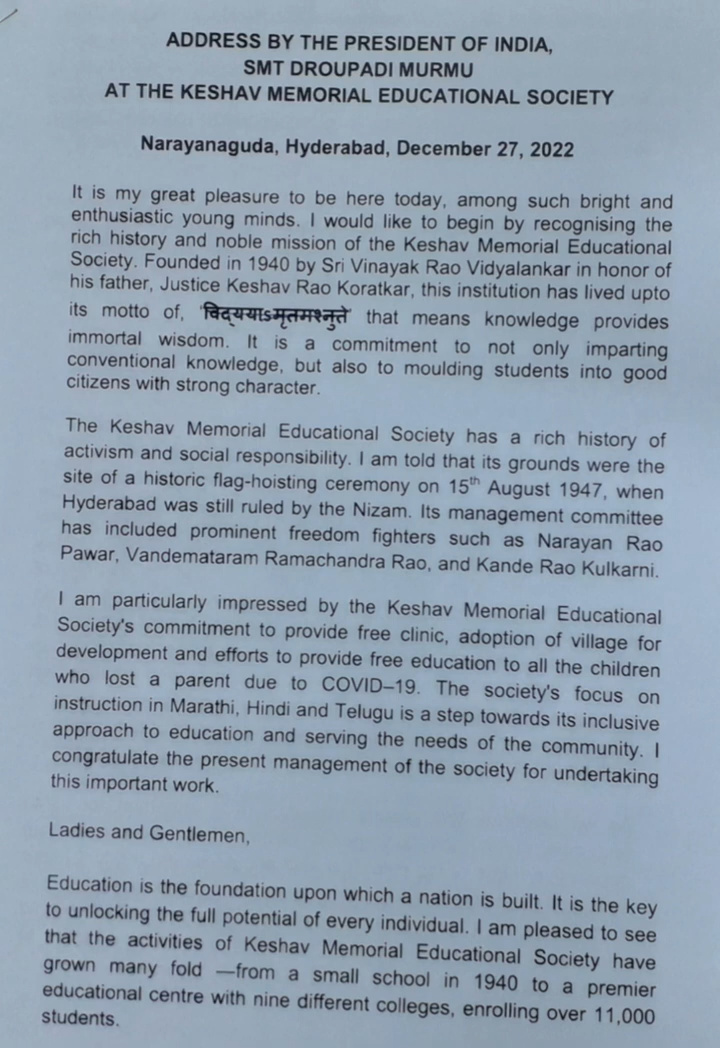 ADDRESS BY THE PRESIDENT OF INDIA,
SMT DROUPADI MURMU
AT THE KESHAV MEMORIAL EDUCATIONAL SOCIETY
Narayanaguda, Hyderabad, December 27, 2022
It is my great pleasure to be here today, among such bright and
enthusiastic young minds. I would like to begin by recognising the
rich history and noble mission of the Keshav Memorial Educational
Society. Founded in 1940 by Sri Vinayak Rao Vidyalankar in honor of
his father, Justice Keshav Rao Koratkar, this institution has lived upto
its motto of, 'विद्ययाऽमृतमश्नुते' that means knowledge provides
immortal wisdom. It is a commitment to not only imparting
conventional knowledge, but also to moulding students into good
citizens with strong character.
The Keshav Memorial Educational Society has a rich history of
activism and social responsibility. I am told that its grounds were the
site of a historic flag-hoisting ceremony on 15th August 1947, when
Hyderabad was still ruled by the Nizam. Its management committee
has included prominent freedom fighters such as Narayan Rao
Pawar, Vandemataram Ramachandra Rao, and Kande Rao Kulkarni.
I am particularly impressed by the Keshav Memorial Educational
Society's commitment to provide free clinic, adoption of village for
development and efforts to provide free education to all the children
who lost a parent due to COVID–19. The society's focus on
instruction in Marathi, Hindi and Telugu is a step towards its inclusive
approach to education and serving the needs of the community. I
congratulate the present management of the society for undertaking
this important work.
Ladies and Gentlemen,
Education is the foundation upon which a nation is built. It is the key
to unlocking the full potential of every individual. I am pleased to see
that the activities of Keshav Memorial Educational Society have
grown many fold —from a small school in 1940 to a premier
educational centre with nine different colleges, enrolling over 11,000
students.